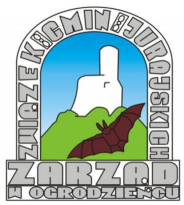 ZWIĄZEK GMIN JURAJSKICH
ZARZĄD
W OGRODZIEŃCU